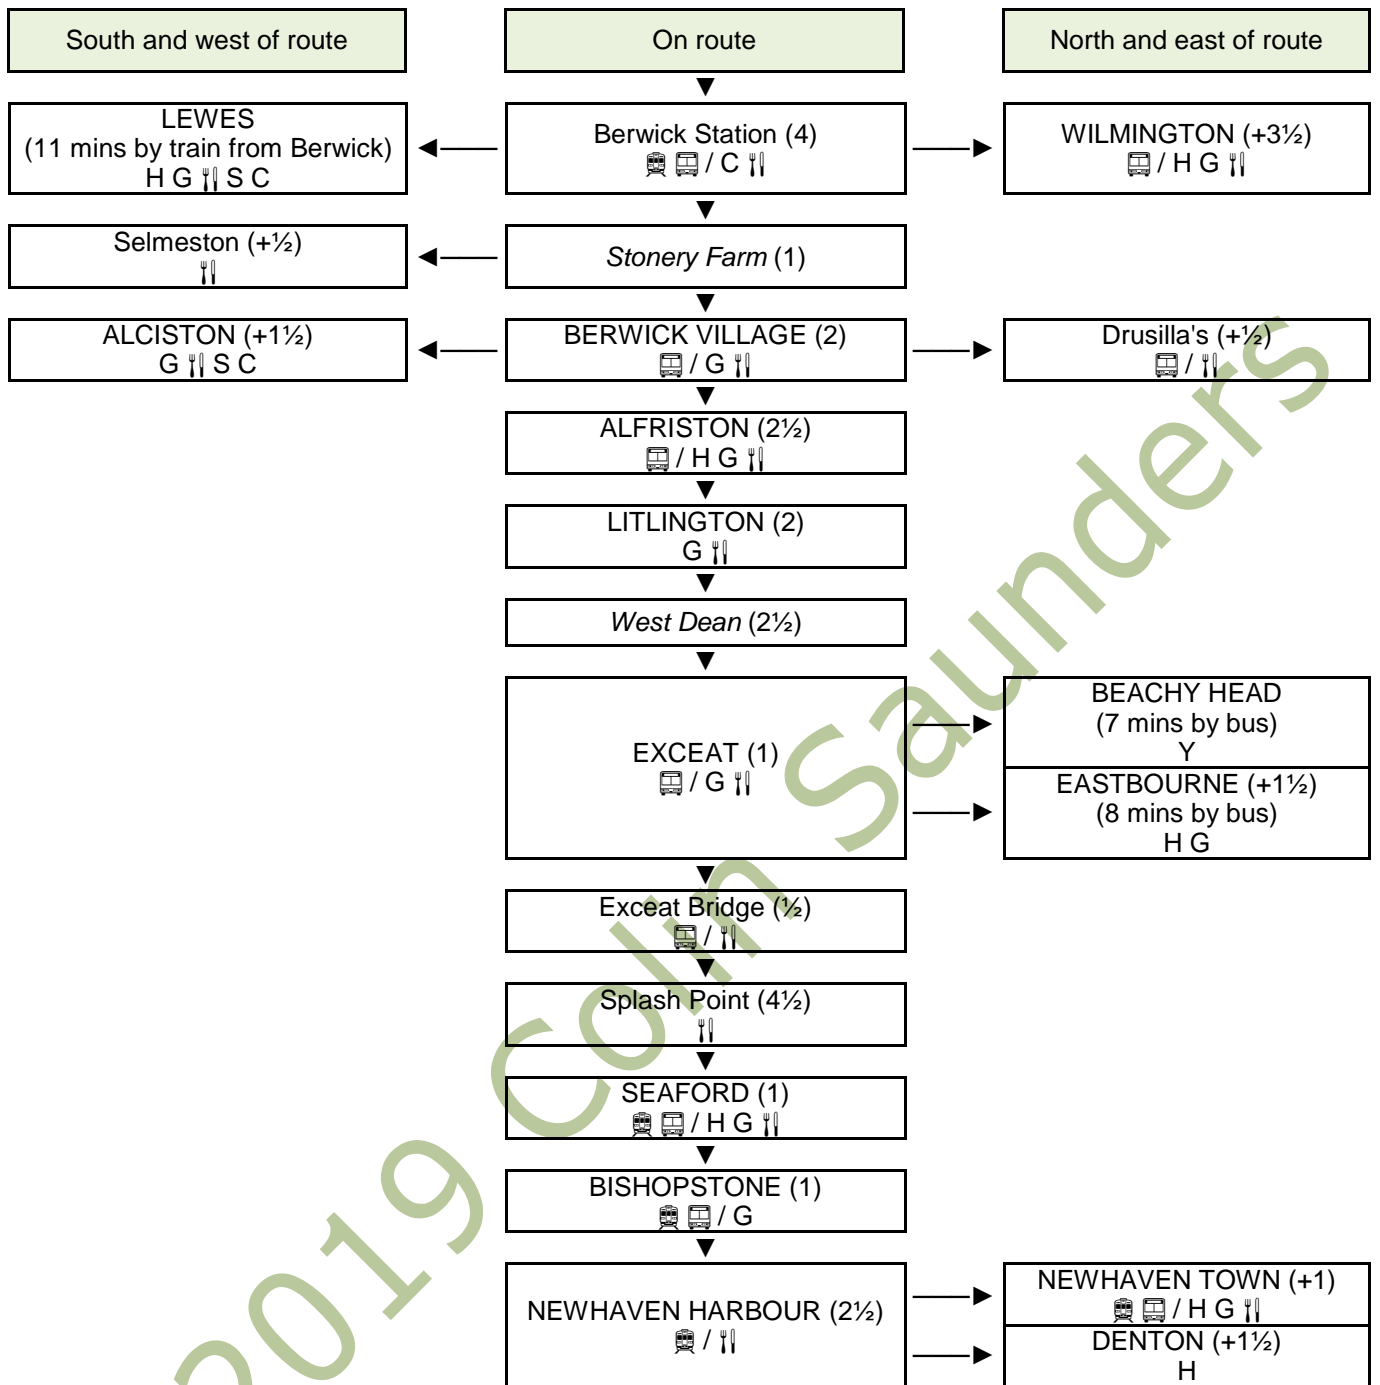 South and west of route
On route
North and east of route
LEWES
(11 mins by train from Berwick)
H G S C
Berwick Station (4)
/ C
WILMINGTON (+3½)
/ H G
Selmeston (+½)
Stonery Farm (1)
ALCISTON (+1½)
G S C
BERWICK VILLAGE (2)
/ G
Drusilla's (+½)
/
ALFRISTON (2½)
/ H G
LITLINGTON (2)
G
West Dean (2½)
EXCEAT (1)
/ G
BEACHY HEAD
(7 mins by bus)
Y
EASTBOURNE (+1½)
(8 mins by bus)
H G
Exceat Bridge (½)
/
Splash Point (4½)
SEAFORD (1)
/ H G
BISHOPSTONE (1)
/ G
NEWHAVEN HARBOUR (2½)
/
NEWHAVEN TOWN (+1)
/ H G
DENTON (+1½)
H
2019 Colin Saunders